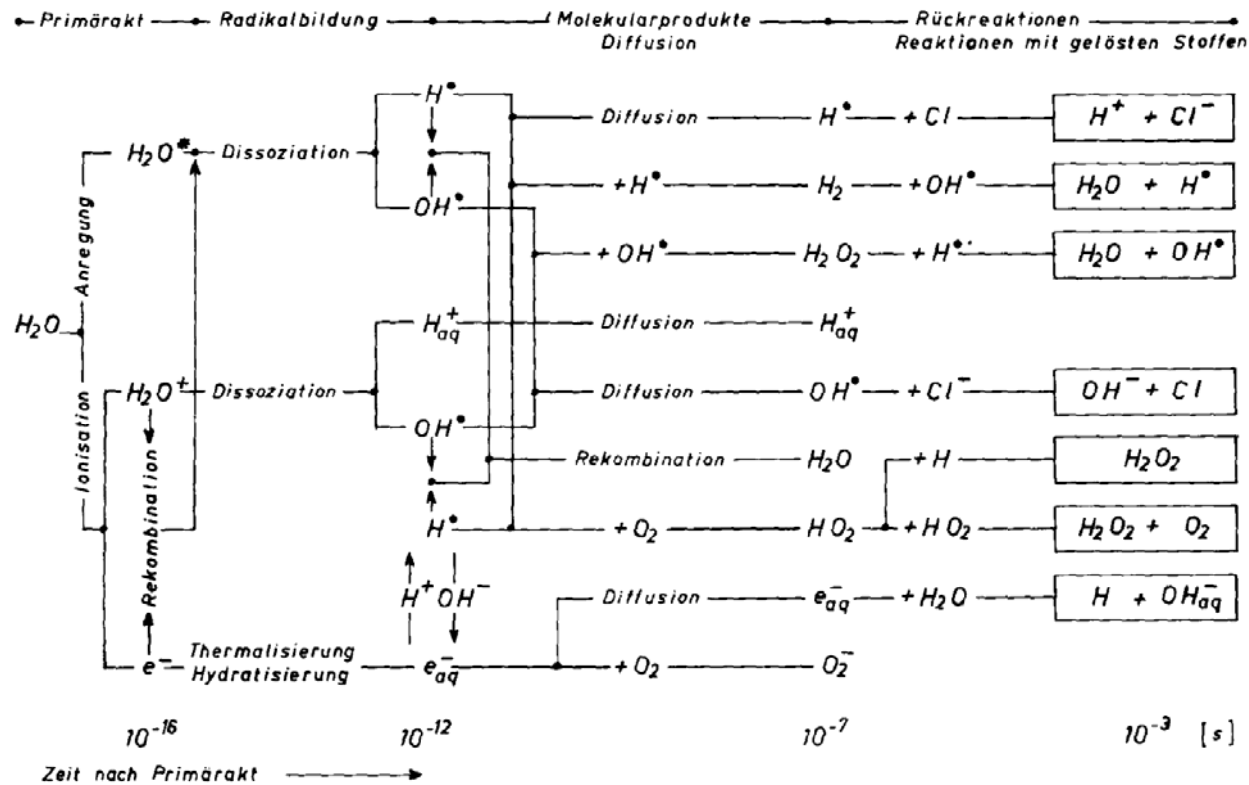 Primärakt Radikalbildung Molekularprodukte Rückreaktionen
Diffusion Reaktionen mit gelösten Stoffen
H• Diffusion H• + Cl H⁺ + Cl⁻
H₂O* Dissoziation
+ H• H₂ + OH• H₂O + H•
OH•
Anregung
+ OH• H₂O₂ + H• H₂O + OH•
H₂O H⁺aq Diffusion H⁺aq
Ionisation
H₂O⁺ Dissoziation Diffusion OH• + Cl⁻ OH⁻ + Cl
OH•
Rekombination H₂O + H H₂O₂
Rekombination
H• + O₂ HO₂ + HO₂ H₂O₂ + O₂
H⁺ OH⁻ Diffusion e⁻aq + H₂O H + OH⁻aq
Thermalisierung
e⁻ Hydratisierung e⁻aq + O₂ O₂⁻
10⁻¹⁶ 10⁻¹² 10⁻⁷ 10⁻³ [s]
Zeit nach Primärakt